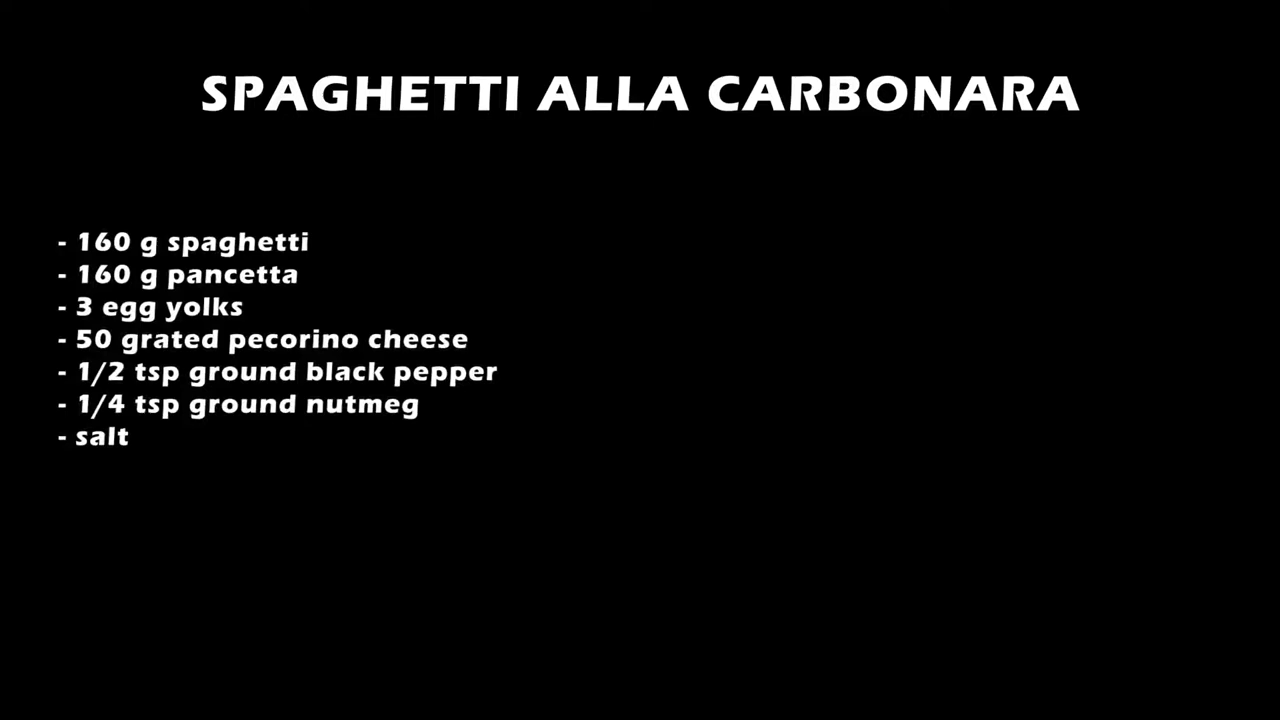 SPAGHETTI ALLA CARBONARA
- 160 g spaghetti
- 160 g pancetta
- 3 egg yolks
- 50 grated pecorino cheese
- 1/2 tsp ground black pepper
- 1/4 tsp ground nutmeg
- salt